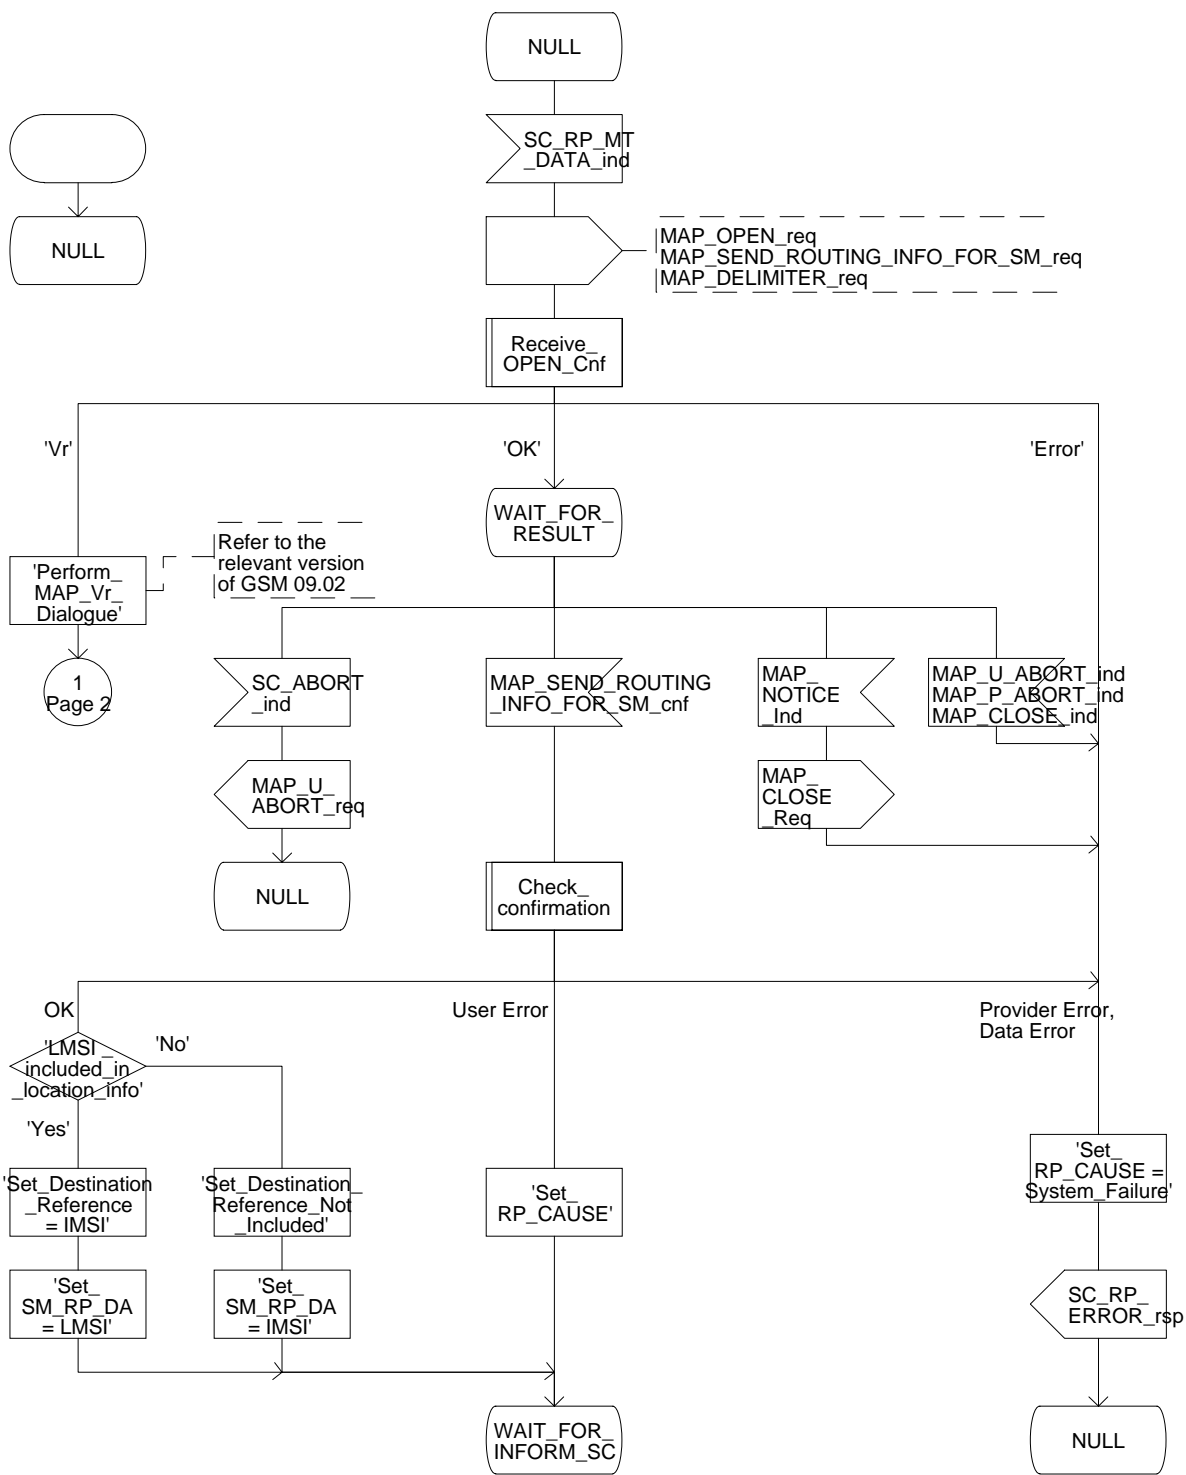 NULL
SC_RP_MT
_DATA_ind
NULL
MAP_OPEN_req
MAP_SEND_ROUTING_INFO_FOR_SM_req
MAP_DELIMITER_req
Receive_
OPEN_Cnf
'Vr'
'OK'
'Error'
WAIT_FOR_
RESULT
Refer to the
relevant version
of GSM 09.02
'Perform_
MAP_Vr_
Dialogue'
1
Page 2
SC_ABORT
_ind
MAP_SEND_ROUTING
_INFO_FOR_SM_cnf
MAP_
NOTICE
_Ind
MAP_U_ABORT_ind
MAP_P_ABORT_ind
MAP_CLOSE_ind
MAP_U_
ABORT_req
MAP_
CLOSE
_Req
NULL
Check_
confirmation
OK
User Error
Provider Error,
Data Error
'LMSI_
included_in
_location_info'
'No'
'Yes'
'Set_Destination
_Reference
= IMSI'
'Set_Destination_
Reference_Not
_Included'
'Set_
RP_CAUSE'
'Set_
RP_CAUSE =
System_Failure'
'Set_
SM_RP_DA
= LMSI'
'Set_
SM_RP_DA
= IMSI'
SC_RP_
ERROR_rsp
WAIT_FOR_
INFORM_SC
NULL